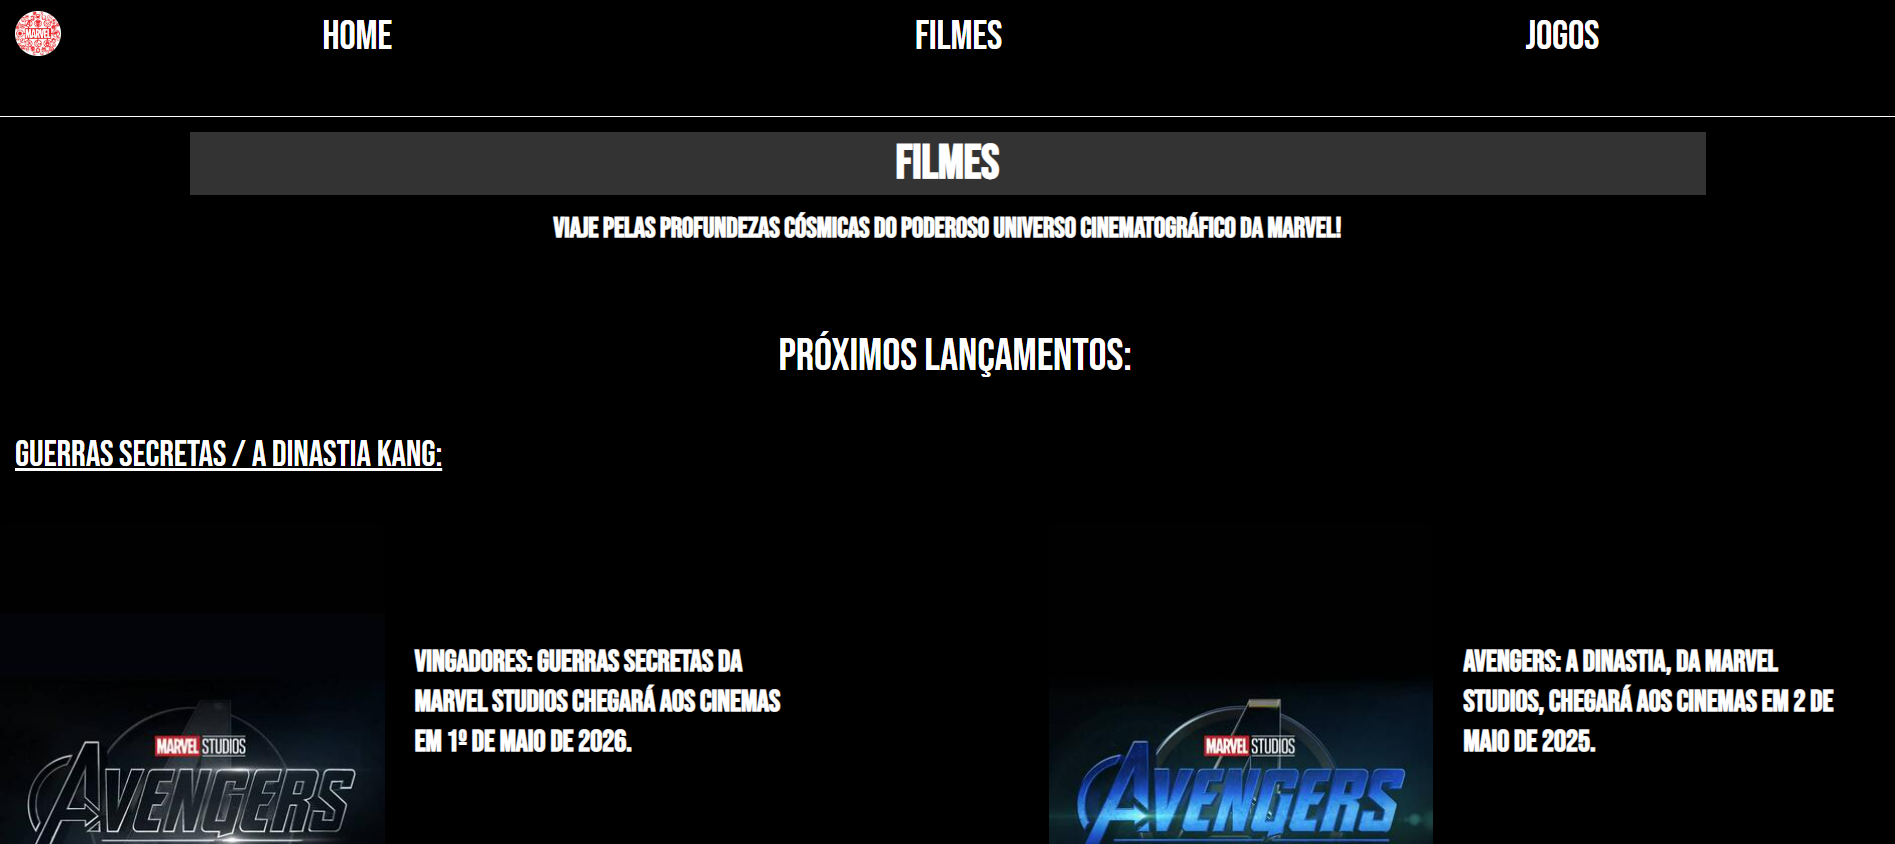 MARVEL
HOME
FILMES
JOGOS
FILMES
VIAJE PELAS PROFUNDEZAS CÓSMICAS DO PODEROSO UNIVERSO CINEMATOGRÁFICO DA MARVEL!
PRÓXIMOS LANÇAMENTOS:
GUERRAS SECRETAS / A DINASTIA KANG:
MARVEL STUDIOS
AVENGERS
VINGADORES: GUERRAS SECRETAS DA
MARVEL STUDIOS CHEGARÁ AOS CINEMAS
EM 1º DE MAIO DE 2026.
MARVEL STUDIOS
AVENGERS
AVENGERS: A DINASTIA, DA MARVEL
STUDIOS, CHEGARÁ AOS CINEMAS EM 2 DE
MAIO DE 2025.